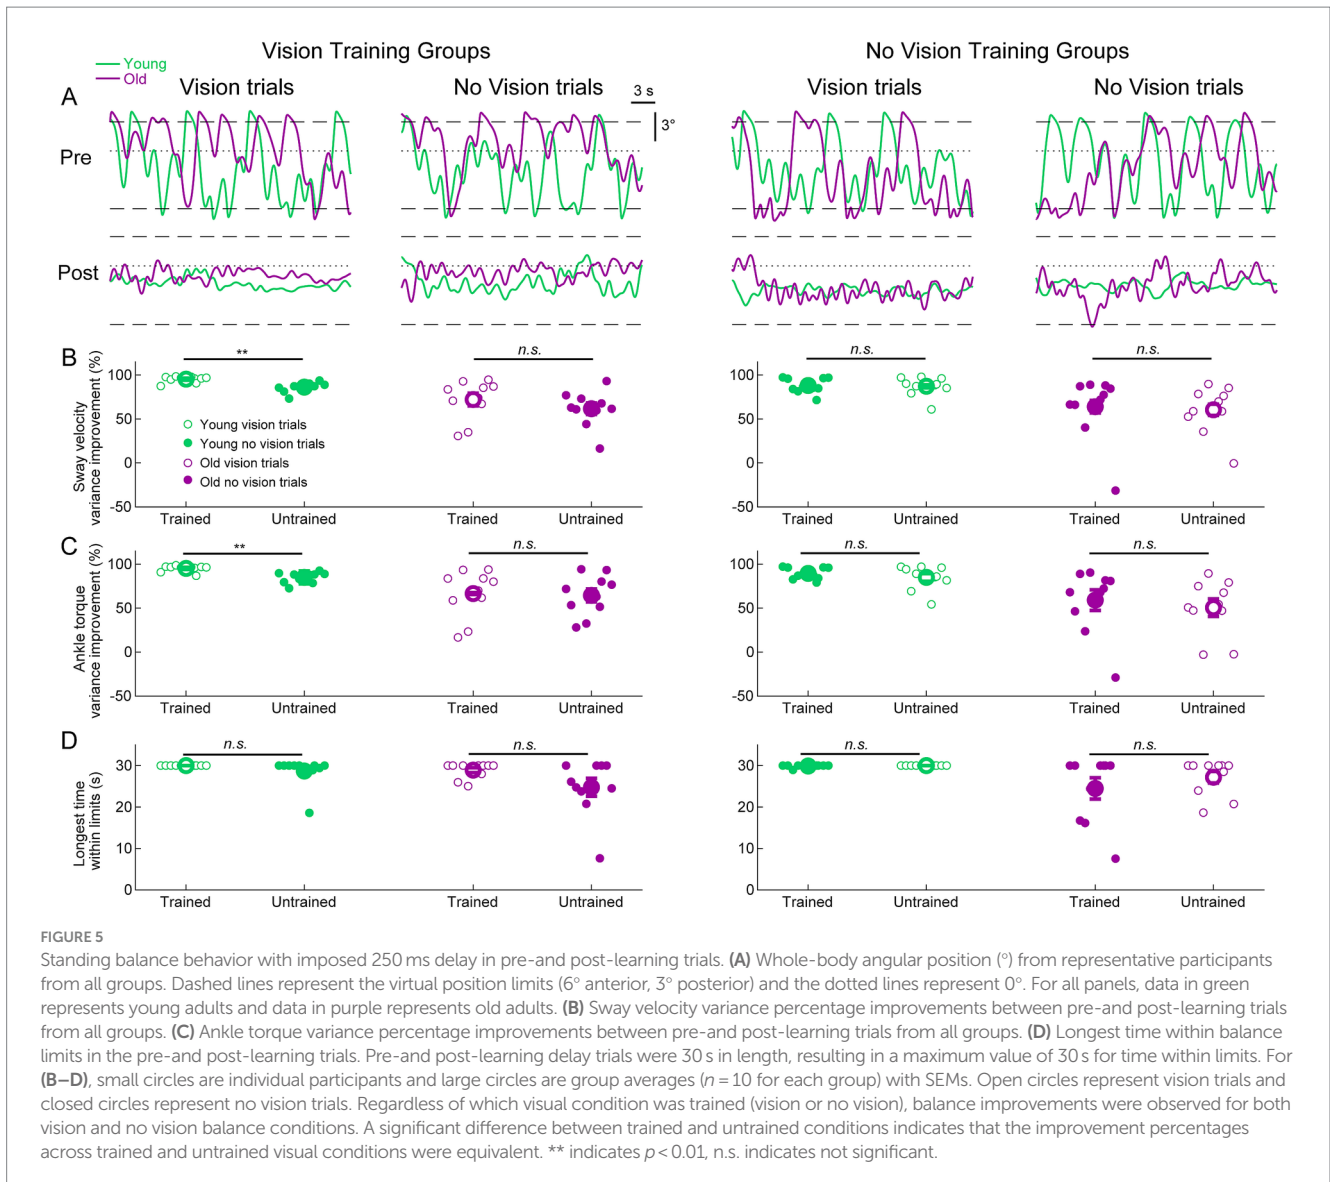 Vision Training Groups
No Vision Training Groups
Young
Old
Vision trials
No Vision trials
Vision trials
No Vision trials
3 s
3°
A
Pre
Post
B
Sway velocity
variance improvement (%)
100
50
0
-50
**
n.s.
n.s.
n.s.
100
50
0
-50
Young vision trials
Young no vision trials
Old vision trials
Old no vision trials
Trained
Untrained
Trained
Untrained
Trained
Untrained
Trained
Untrained
C
Ankle torque
variance improvement (%)
100
50
0
-50
**
n.s.
n.s.
n.s.
100
50
0
-50
Trained
Untrained
Trained
Untrained
Trained
Untrained
Trained
Untrained
D
Longest time
within limits (s)
30
20
10
0
n.s.
n.s.
n.s.
n.s.
30
20
10
0
Trained
Untrained
Trained
Untrained
Trained
Untrained
Trained
Untrained
FIGURE 5
Standing balance behavior with imposed 250 ms delay in pre-and post-learning trials. (A) Whole-body angular position (°) from representative participants
from all groups. Dashed lines represent the virtual position limits (6° anterior, 3° posterior) and the dotted lines represent 0°. For all panels, data in green
represents young adults and data in purple represents old adults. (B) Sway velocity variance percentage improvements between pre-and post-learning trials
from all groups. (C) Ankle torque variance percentage improvements between pre-and post-learning trials from all groups. (D) Longest time within balance
limits in the pre-and post-learning trials. Pre-and post-learning delay trials were 30 s in length, resulting in a maximum value of 30 s for time within limits. For
(B–D), small circles are individual participants and large circles are group averages (n = 10 for each group) with SEMs. Open circles represent vision trials and
closed circles represent no vision trials. Regardless of which visual condition was trained (vision or no vision), balance improvements were observed for both
vision and no vision balance conditions. A significant difference between trained and untrained conditions indicates that the improvement percentages
across trained and untrained visual conditions were equivalent. ** indicates p < 0.01, n.s. indicates not significant.